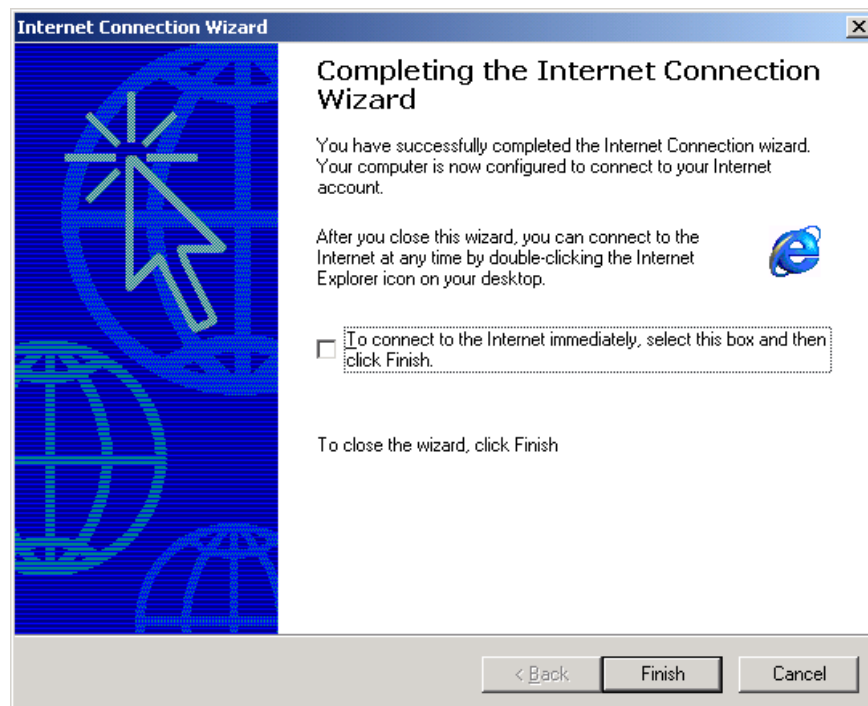 Internet Connection Wizard
Completing the Internet Connection
Wizard
You have successfully completed the Internet Connection wizard.
Your computer is now configured to connect to your Internet
account.
After you close this wizard, you can connect to the
Internet at any time by double-clicking the Internet
Explorer icon on your desktop.
To connect to the Internet immediately, select this box and then
click Finish.
To close the wizard, click Finish
< Back
Finish
Cancel